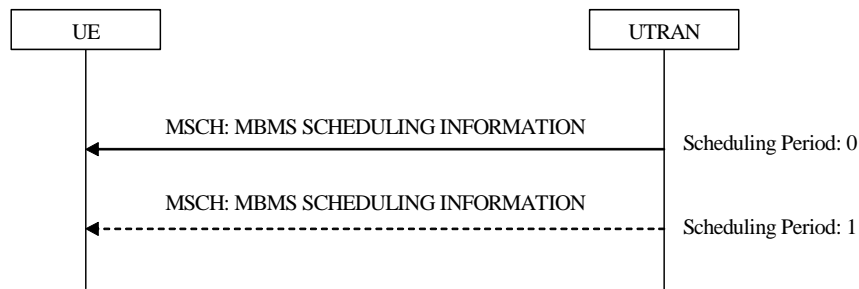 UE
UTRAN
MSCH: MBMS SCHEDULING INFORMATION
Scheduling Period: 0
MSCH: MBMS SCHEDULING INFORMATION
Scheduling Period: 1